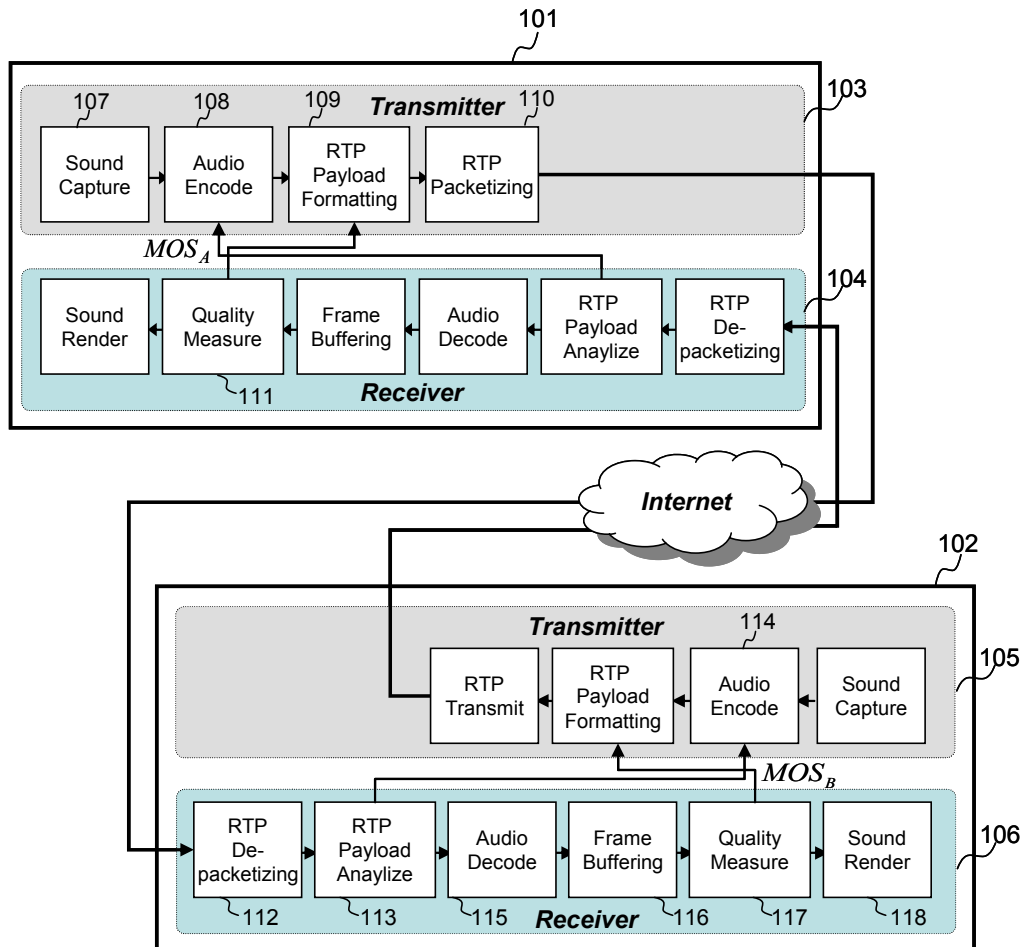 101
103
107
108
109
Transmitter
110
Sound
Capture
Audio
Encode
RTP
Payload
Formatting
RTP
Packetizing
MOS_A
104
Sound
Render
Quality
Measure
Frame
Buffering
Audio
Decode
RTP
Payload
Anaylize
RTP
De-
packetizing
111
Receiver
Internet
102
Transmitter
114
105
RTP
Transmit
RTP
Payload
Formatting
Audio
Encode
Sound
Capture
MOS_B
106
RTP
De-
packetizing
RTP
Payload
Anaylize
Audio
Decode
Frame
Buffering
Quality
Measure
Sound
Render
112
113
115
Receiver
116
117
118